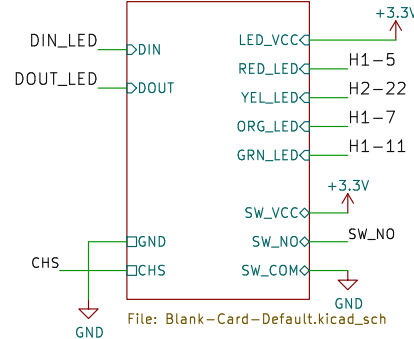 +3.3V
DIN_LED
DIN
LED_VCC
RED_LED
H1-5
DOUT_LED
DOUT
YEL_LED
H2-22
ORG_LED
H1-7
GRN_LED
H1-11
+3.3V
SW_VCC
GND
SW_NO
SW_NO
CHS
CHS
SW_COM
GND
GND
File: Blank-Card-Default.kicad_sch